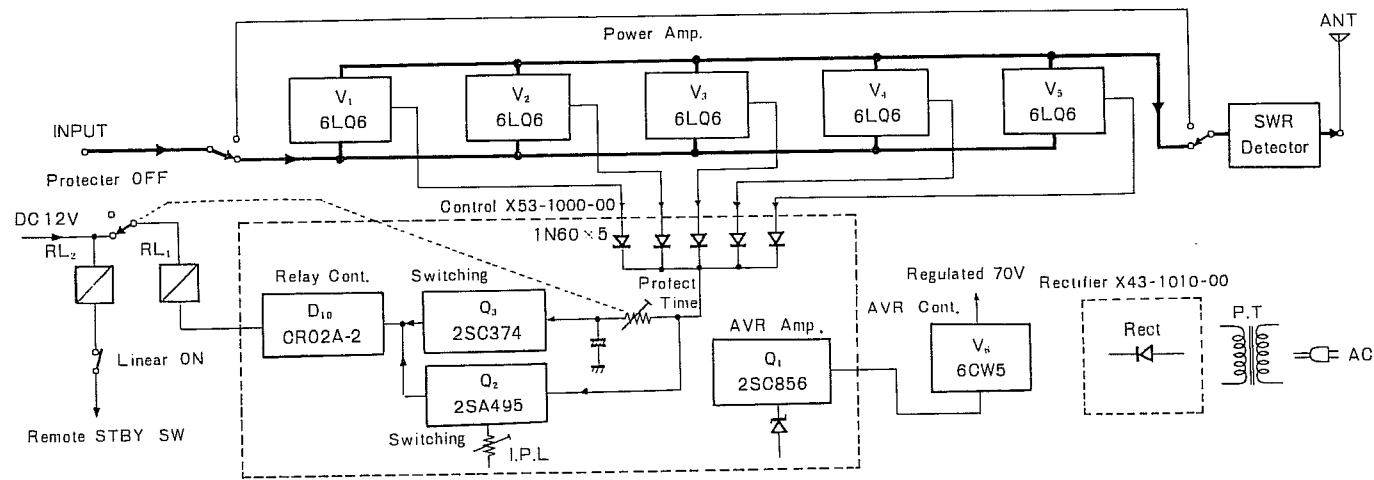 ANT
Power Amp.
V₁
6LQ6
V₂
6LQ6
V₃
6LQ6
V₄
6LQ6
V₅
6LQ6
SWR
Detector
INPUT
Protecter OFF
DC 12V
RL₂
RL₁
Control X53-1000-00
1N60×5
Relay Cont.
D₁₀
CR02A-2
Switching
Q₃
2SC374
Protect
Time
Q₂
2SA495
Switching
I.P.L
AVR Amp.
Q₁
2SC856
Regulated 70V
AVR Cont.
V₆
6CW5
Rectifier X43-1010-00
Rect
P.T
AC
Linear ON
Remote STBY SW